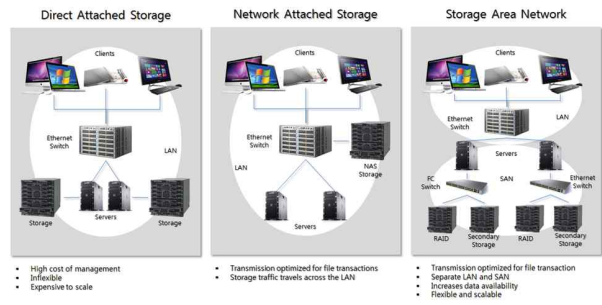 Direct Attached Storage
Clients
Ethernet
Switch
LAN
Storage
Servers
Storage
High cost of management
Inflexible
Expensive to scale
Network Attached Storage
Clients
Ethernet
Switch
LAN
NAS
Storage
Servers
Transmission optimized for file transactions
Storage traffic travels across the LAN
Storage Area Network
Clients
Ethernet
Switch
LAN
Servers
FC
Switch
SAN
Ethernet
Switch
RAID
Secondary
Storage
RAID
Secondary
Storage
Transmission optimized for file transaction
Separate LAN and SAN
Increases data availability
Flexible and scalable